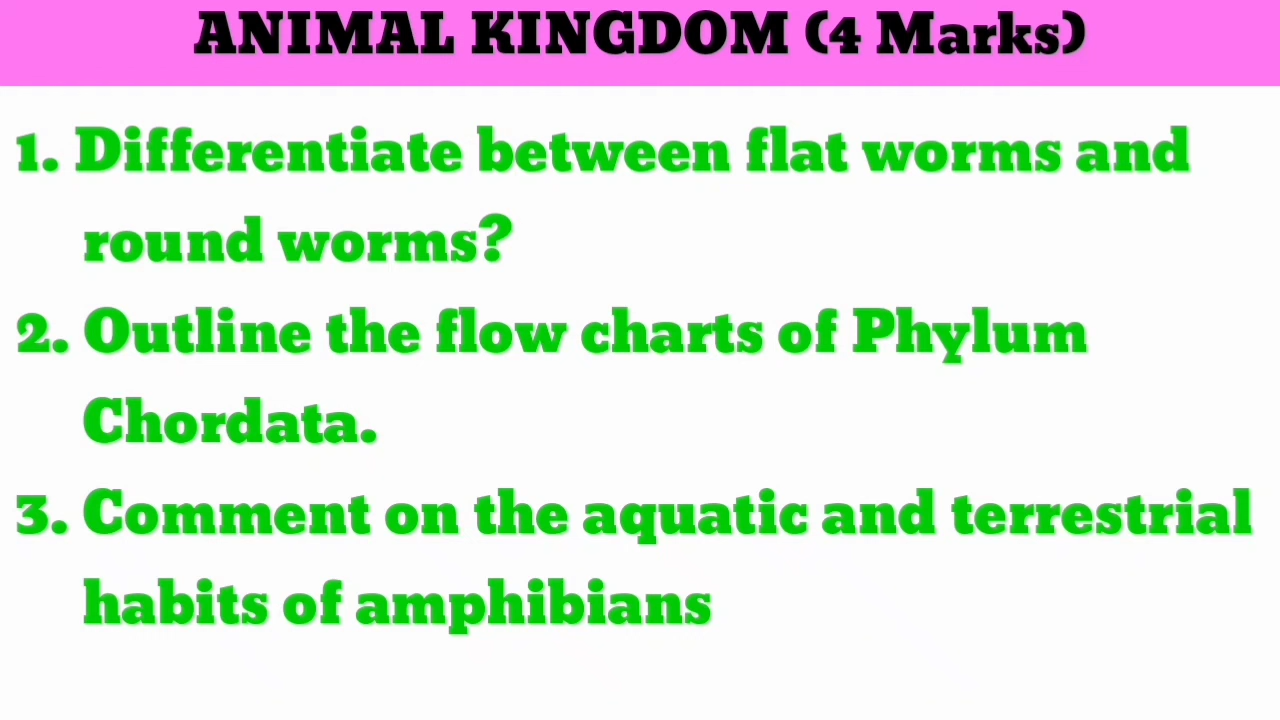 ANIMAL KINGDOM (4 Marks)
1. Differentiate between flat worms and
round worms?
2. Outline the flow charts of Phylum
Chordata.
3. Comment on the aquatic and terrestrial
habits of amphibians